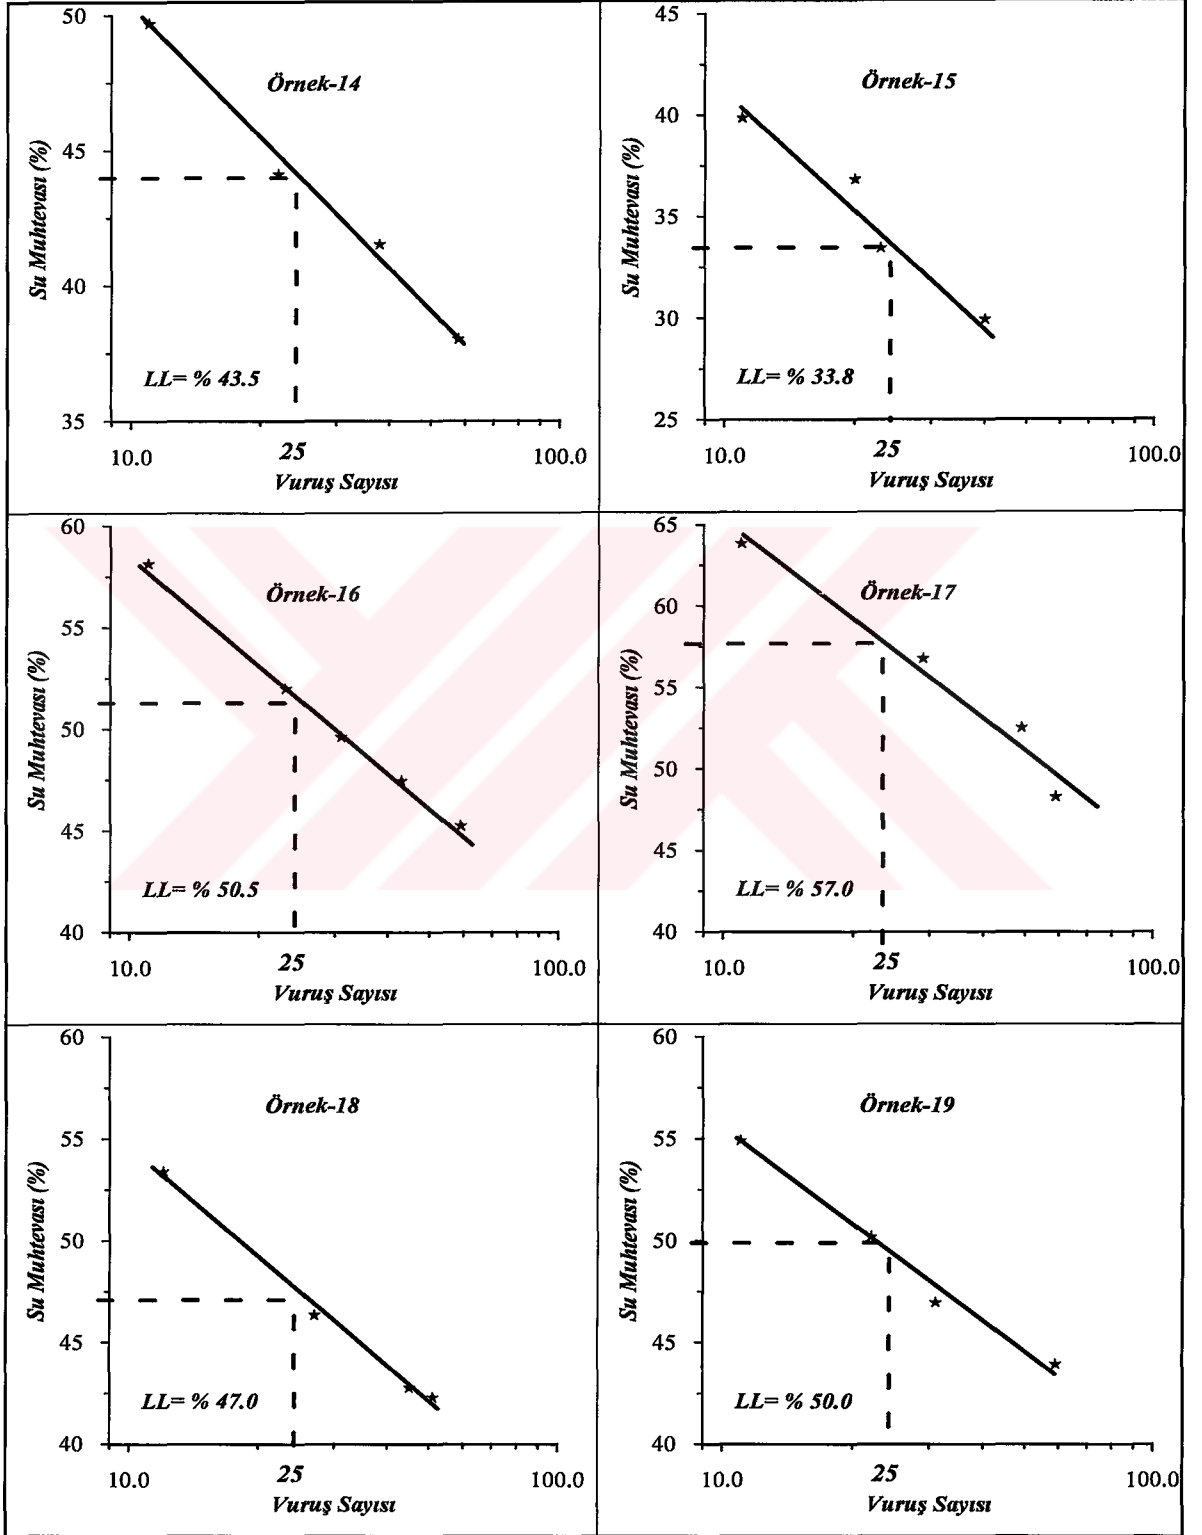 50
45
40
35
Su Muhtevası (%)
Örnek-14
LL= % 43.5
10.0
25
100.0
Vuruş Sayısı
45
40
35
30
25
Su Muhtevası (%)
Örnek-15
LL= % 33.8
10.0
25
100.0
Vuruş Sayısı
60
55
50
45
40
Su Muhtevası (%)
Örnek-16
LL= % 50.5
10.0
25
100.0
Vuruş Sayısı
65
60
55
50
45
40
Su Muhtevası (%)
Örnek-17
LL= % 57.0
10.0
25
100.0
Vuruş Sayısı
60
55
50
45
40
Su Muhtevası (%)
Örnek-18
LL= % 47.0
10.0
25
100.0
Vuruş Sayısı
60
55
50
45
40
Su Muhtevası (%)
Örnek-19
LL= % 50.0
10.0
25
100.0
Vuruş Sayısı